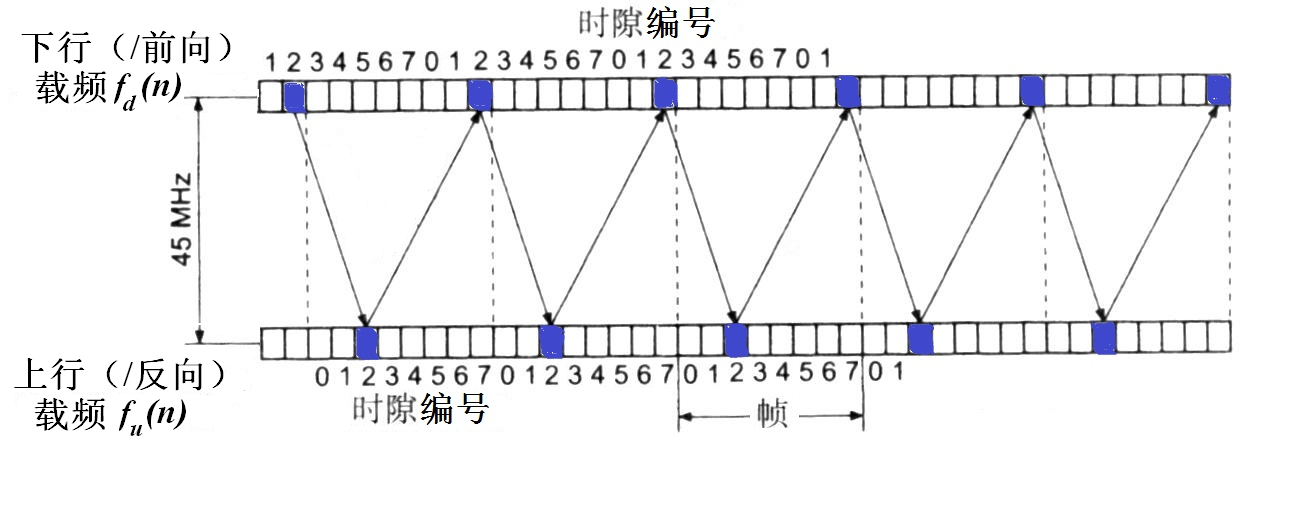 时隙编号
下行（/前向）
载频 fd(n)
1 2 3 4 5 6 7 0 1 2 3 4 5 6 7 0 1 2 3 4 5 6 7 0 1
45 MHz
上行（/反向）
载频 fu(n)
0 1 2 3 4 5 6 7 0 1 2 3 4 5 6 7 0 1 2 3 4 5 6 7 0 1
时隙编号
帧